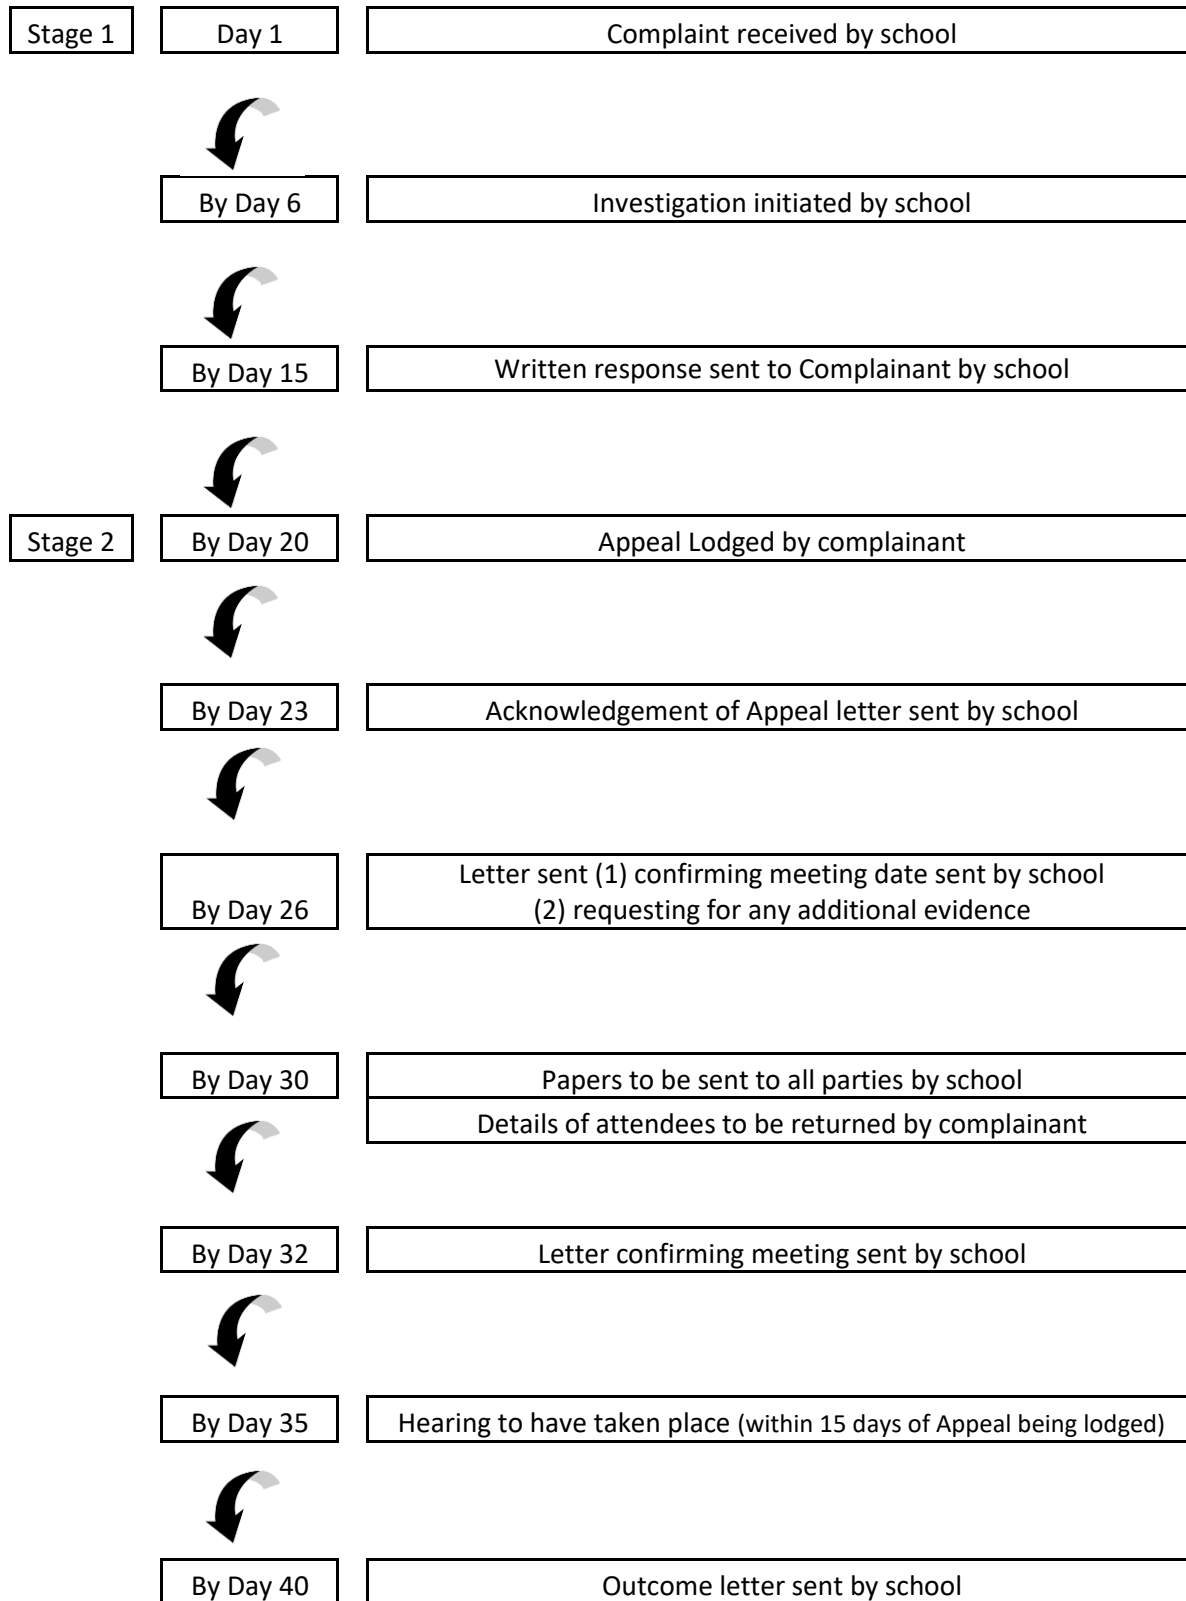 Stage 1 Day 1 Complaint received by school
By Day 6 Investigation initiated by school
By Day 15 Written response sent to Complainant by school
Stage 2 By Day 20 Appeal Lodged by complainant
By Day 23 Acknowledgement of Appeal letter sent by school
Letter sent (1) confirming meeting date sent by school
By Day 26 (2) requesting for any additional evidence
By Day 30 Papers to be sent to all parties by school
Details of attendees to be returned by complainant
By Day 32 Letter confirming meeting sent by school
By Day 35 Hearing to have taken place (within 15 days of Appeal being lodged)
By Day 40 Outcome letter sent by school